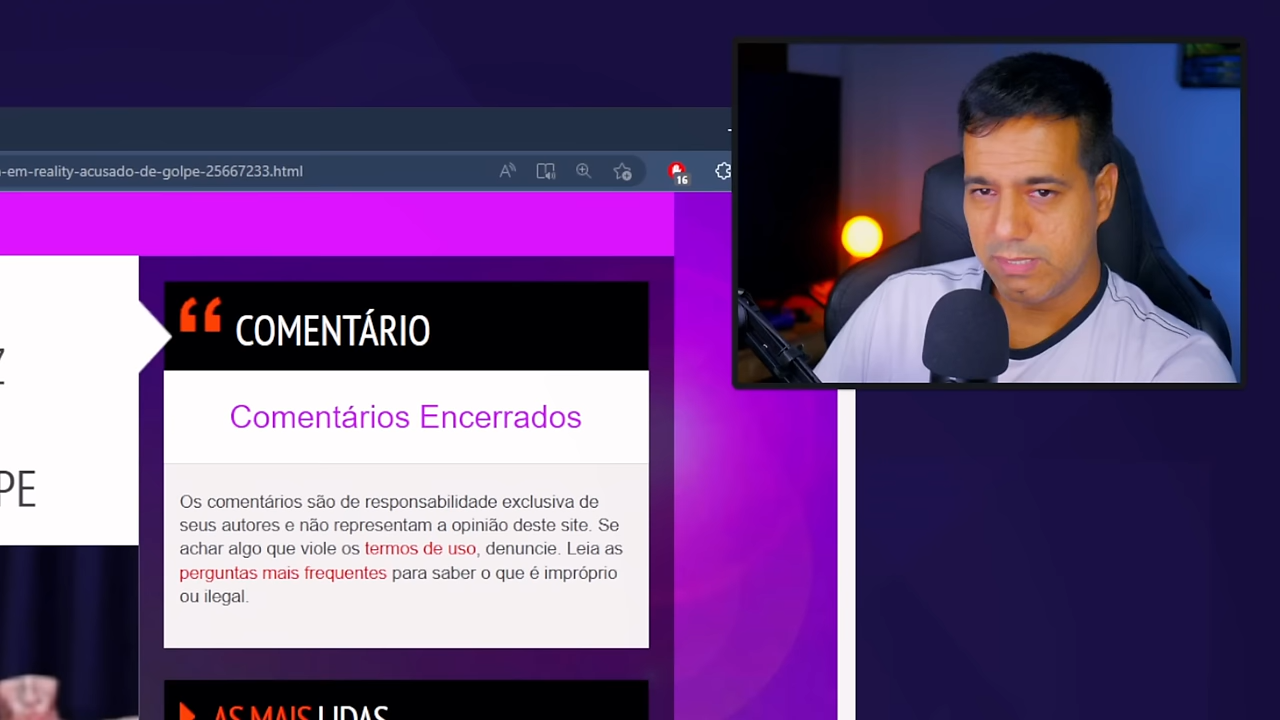 -em-reality-acusado-de-golpe-25667233.html
16
COMENTÁRIO
Comentários Encerrados
Os comentários são de responsabilidade exclusiva de
seus autores e não representam a opinião deste site. Se
achar algo que viole os termos de uso, denuncie. Leia as
perguntas mais frequentes para saber o que é impróprio
ou ilegal.
PE
AS MAIS LIDAS